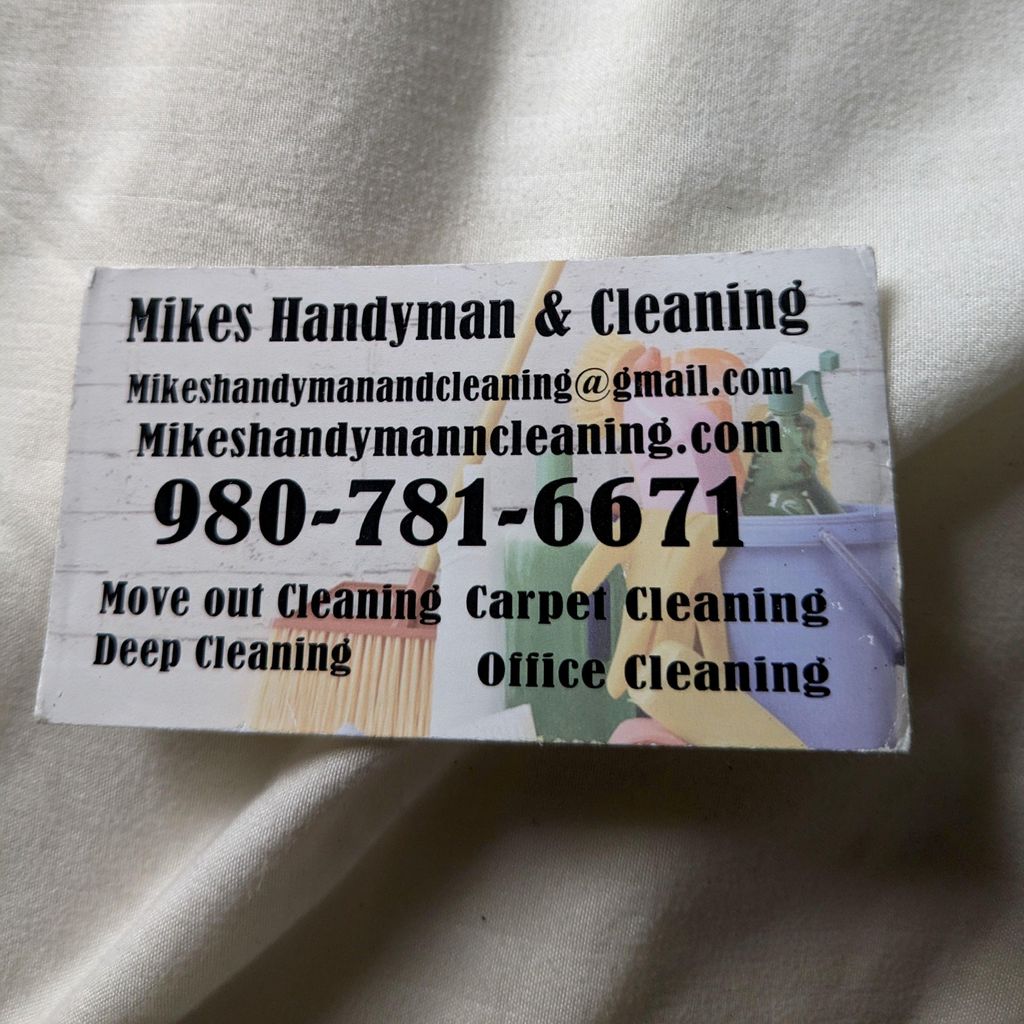 Mikes Handyman & Cleaning
Mikeshandymanandcleaning@gmail.com
Mikeshandymanncleaning.com
980-781-6671
Move out Cleaning Carpet Cleaning
Deep Cleaning Office Cleaning